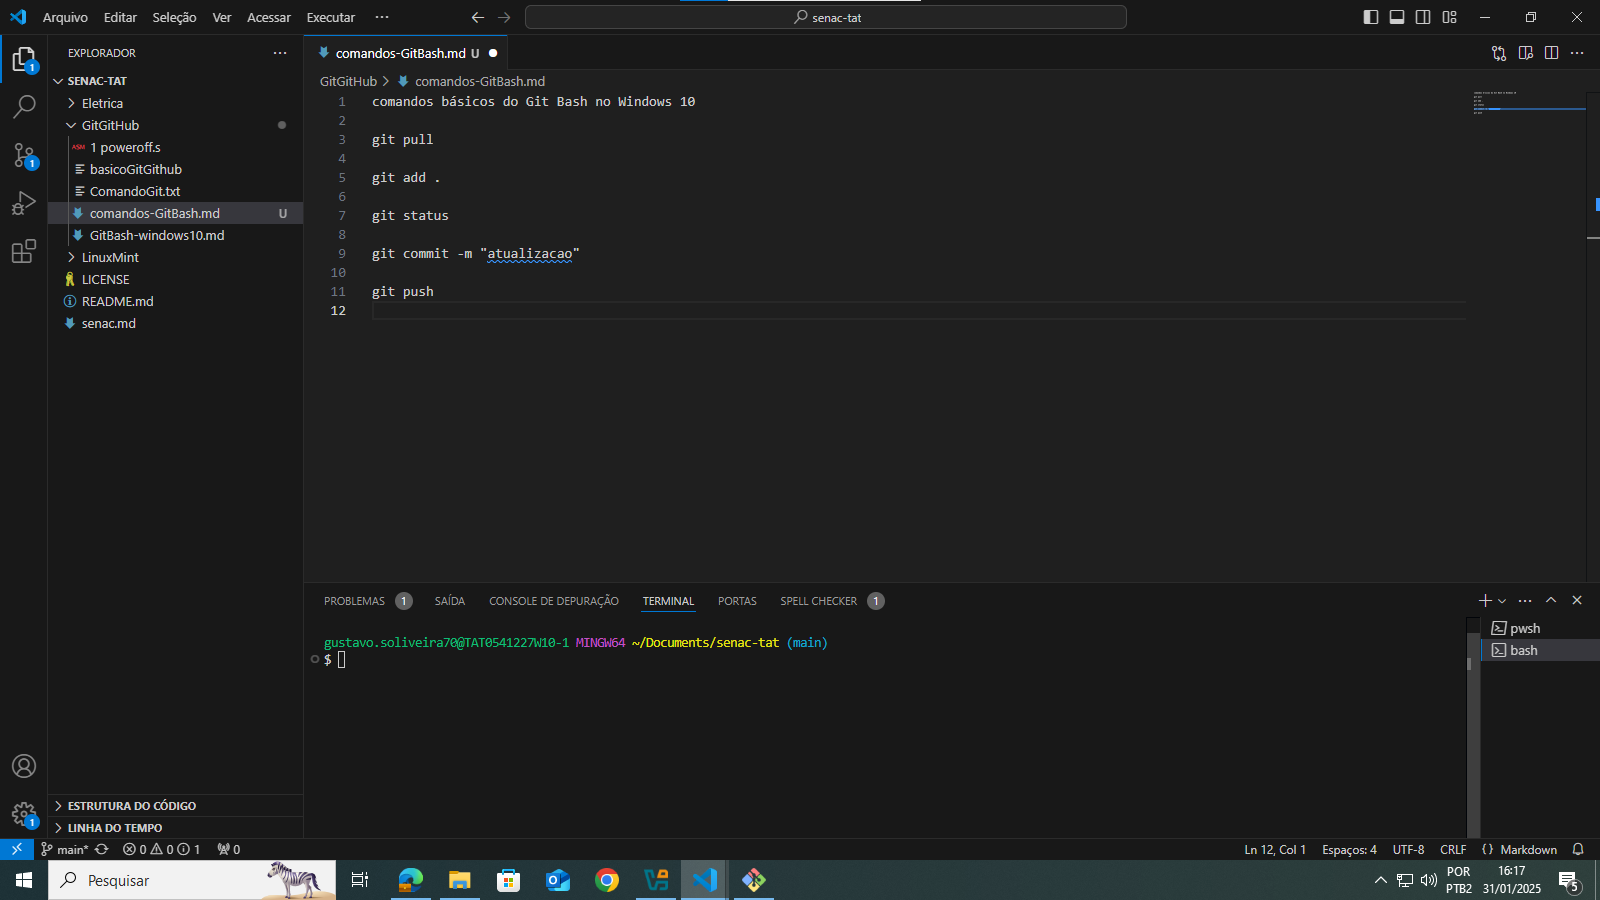 Arquivo Editar Seleção Ver Acessar Executar ··· senac-tat
EXPLORADOR ···
SENAC-TAT
Eletrica
GitGitHub
ASM 1 poweroff.s
basicoGitGithub
ComandoGit.txt
comandos-GitBash.md U
GitBash-windows10.md
LinuxMint
LICENSE
README.md
senac.md
ESTRUTURA DO CÓDIGO
LINHA DO TEMPO
1
1
1
comandos-GitBash.md U
GitGitHub > comandos-GitBash.md
1 comandos básicos do Git Bash no Windows 10
2
3 git pull
4
5 git add .
6
7 git status
8
9 git commit -m "atualizacao"
10
11 git push
12
PROBLEMAS 1 SAÍDA CONSOLE DE DEPURAÇÃO TERMINAL PORTAS SPELL CHECKER 1
gustavo.soliveira70@TAT0541227W10-1 MINGW64 ~/Documents/senac-tat (main)
$
pwsh
bash
main* 0 0 1 0 Ln 12, Col 1 Espaços: 4 UTF-8 CRLF {} Markdown
Pesquisar
POR
PTB2
16:17
31/01/2025
5